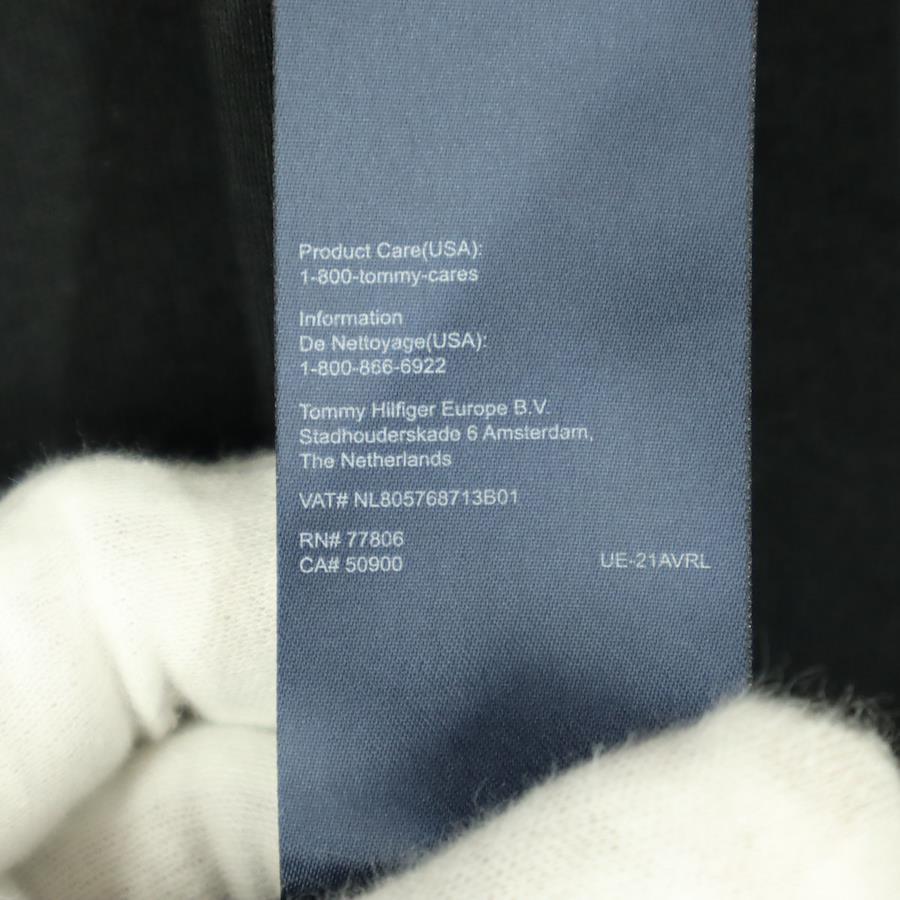 Product Care(USA):
1-800-tommy-cares
Information
De Nettoyage(USA):
1-800-866-6922
Tommy Hilfiger Europe B.V.
Stadhouderskade 6 Amsterdam,
The Netherlands
VAT# NL805768713B01
RN# 77806
CA# 50900
UE-21AVRL